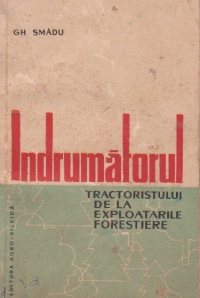 GH. SMĂDU
Îndrumătorul
TRACTORISTULUI
DE LA
EXPLOATĂRILE
FORESTIERE
EDITURA AGRO-SILVICĂ